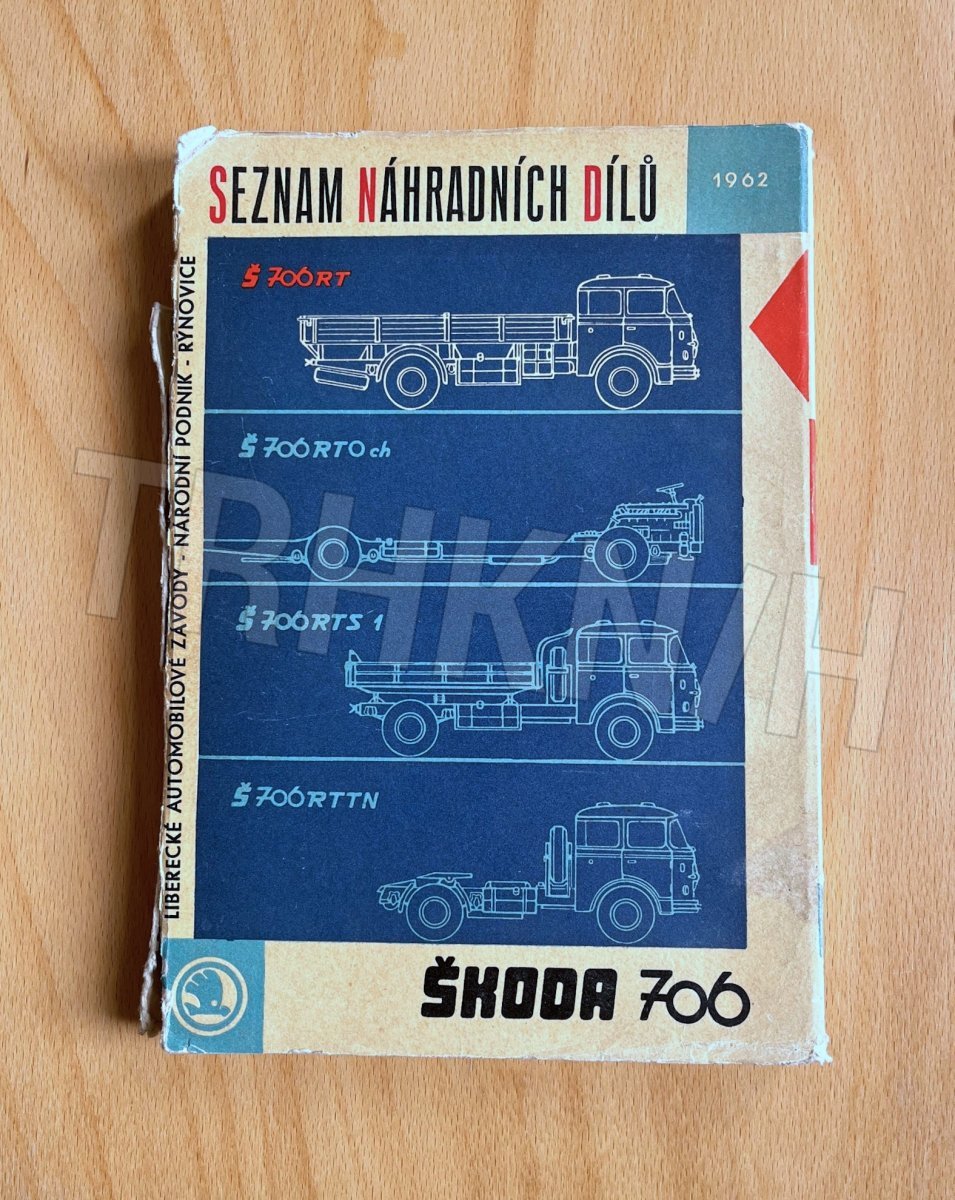 SEZNAM NÁHRADNÍCH DÍLŮ
1962
LIBERECKÉ AUTOMOBILOVÉ ZÁVODY - NÁRODNÍ PODNIK - RÝNOVICE
Š 706 RT
Š 706 RTO ch
Š 706 RTS 1
Š 706 RTTN
ŠKODA 706
TRHKNIH